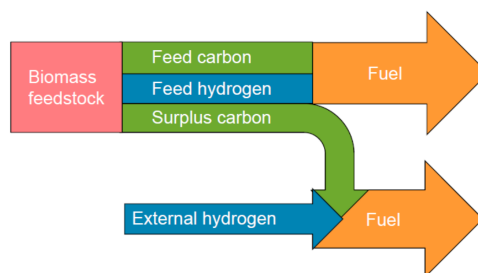 Biomass
feedstock
Feed carbon
Feed hydrogen
Surplus carbon
Fuel
External hydrogen
Fuel